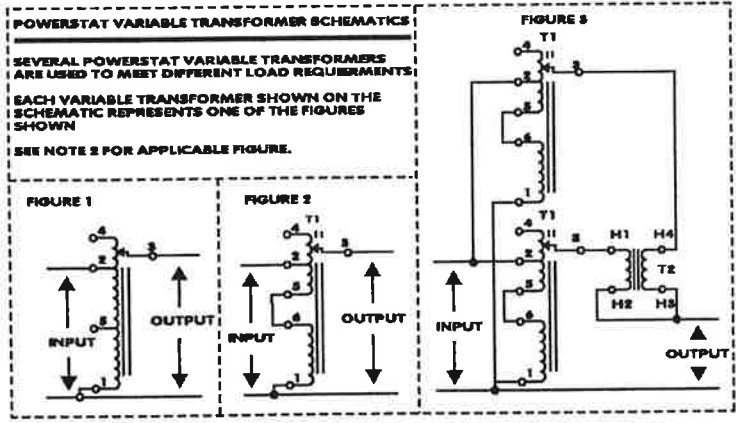 POWERSTAT VARIABLE TRANSFORMER SCHEMATICS
SEVERAL POWERSTAT VARIABLE TRANSFORMERS
ARE USED TO MEET DIFFERENT LOAD REQUIERMENTS
EACH VARIABLE TRANSFORMER SHOWN ON THE
SCHEMATIC REPRESENTS ONE OF THE FIGURES
SHOWN
SEE NOTE 2 FOR APPLICABLE FIGURE.
FIGURE 1
4
3
2
5
1
INPUT
OUTPUT
FIGURE 2
T1
4
3
2
5
6
1
INPUT
OUTPUT
FIGURE 3
T1
4
3
2
5
6
1
T1
4
3
2
5
6
1
H1
H4
T2
H2
H3
INPUT
OUTPUT